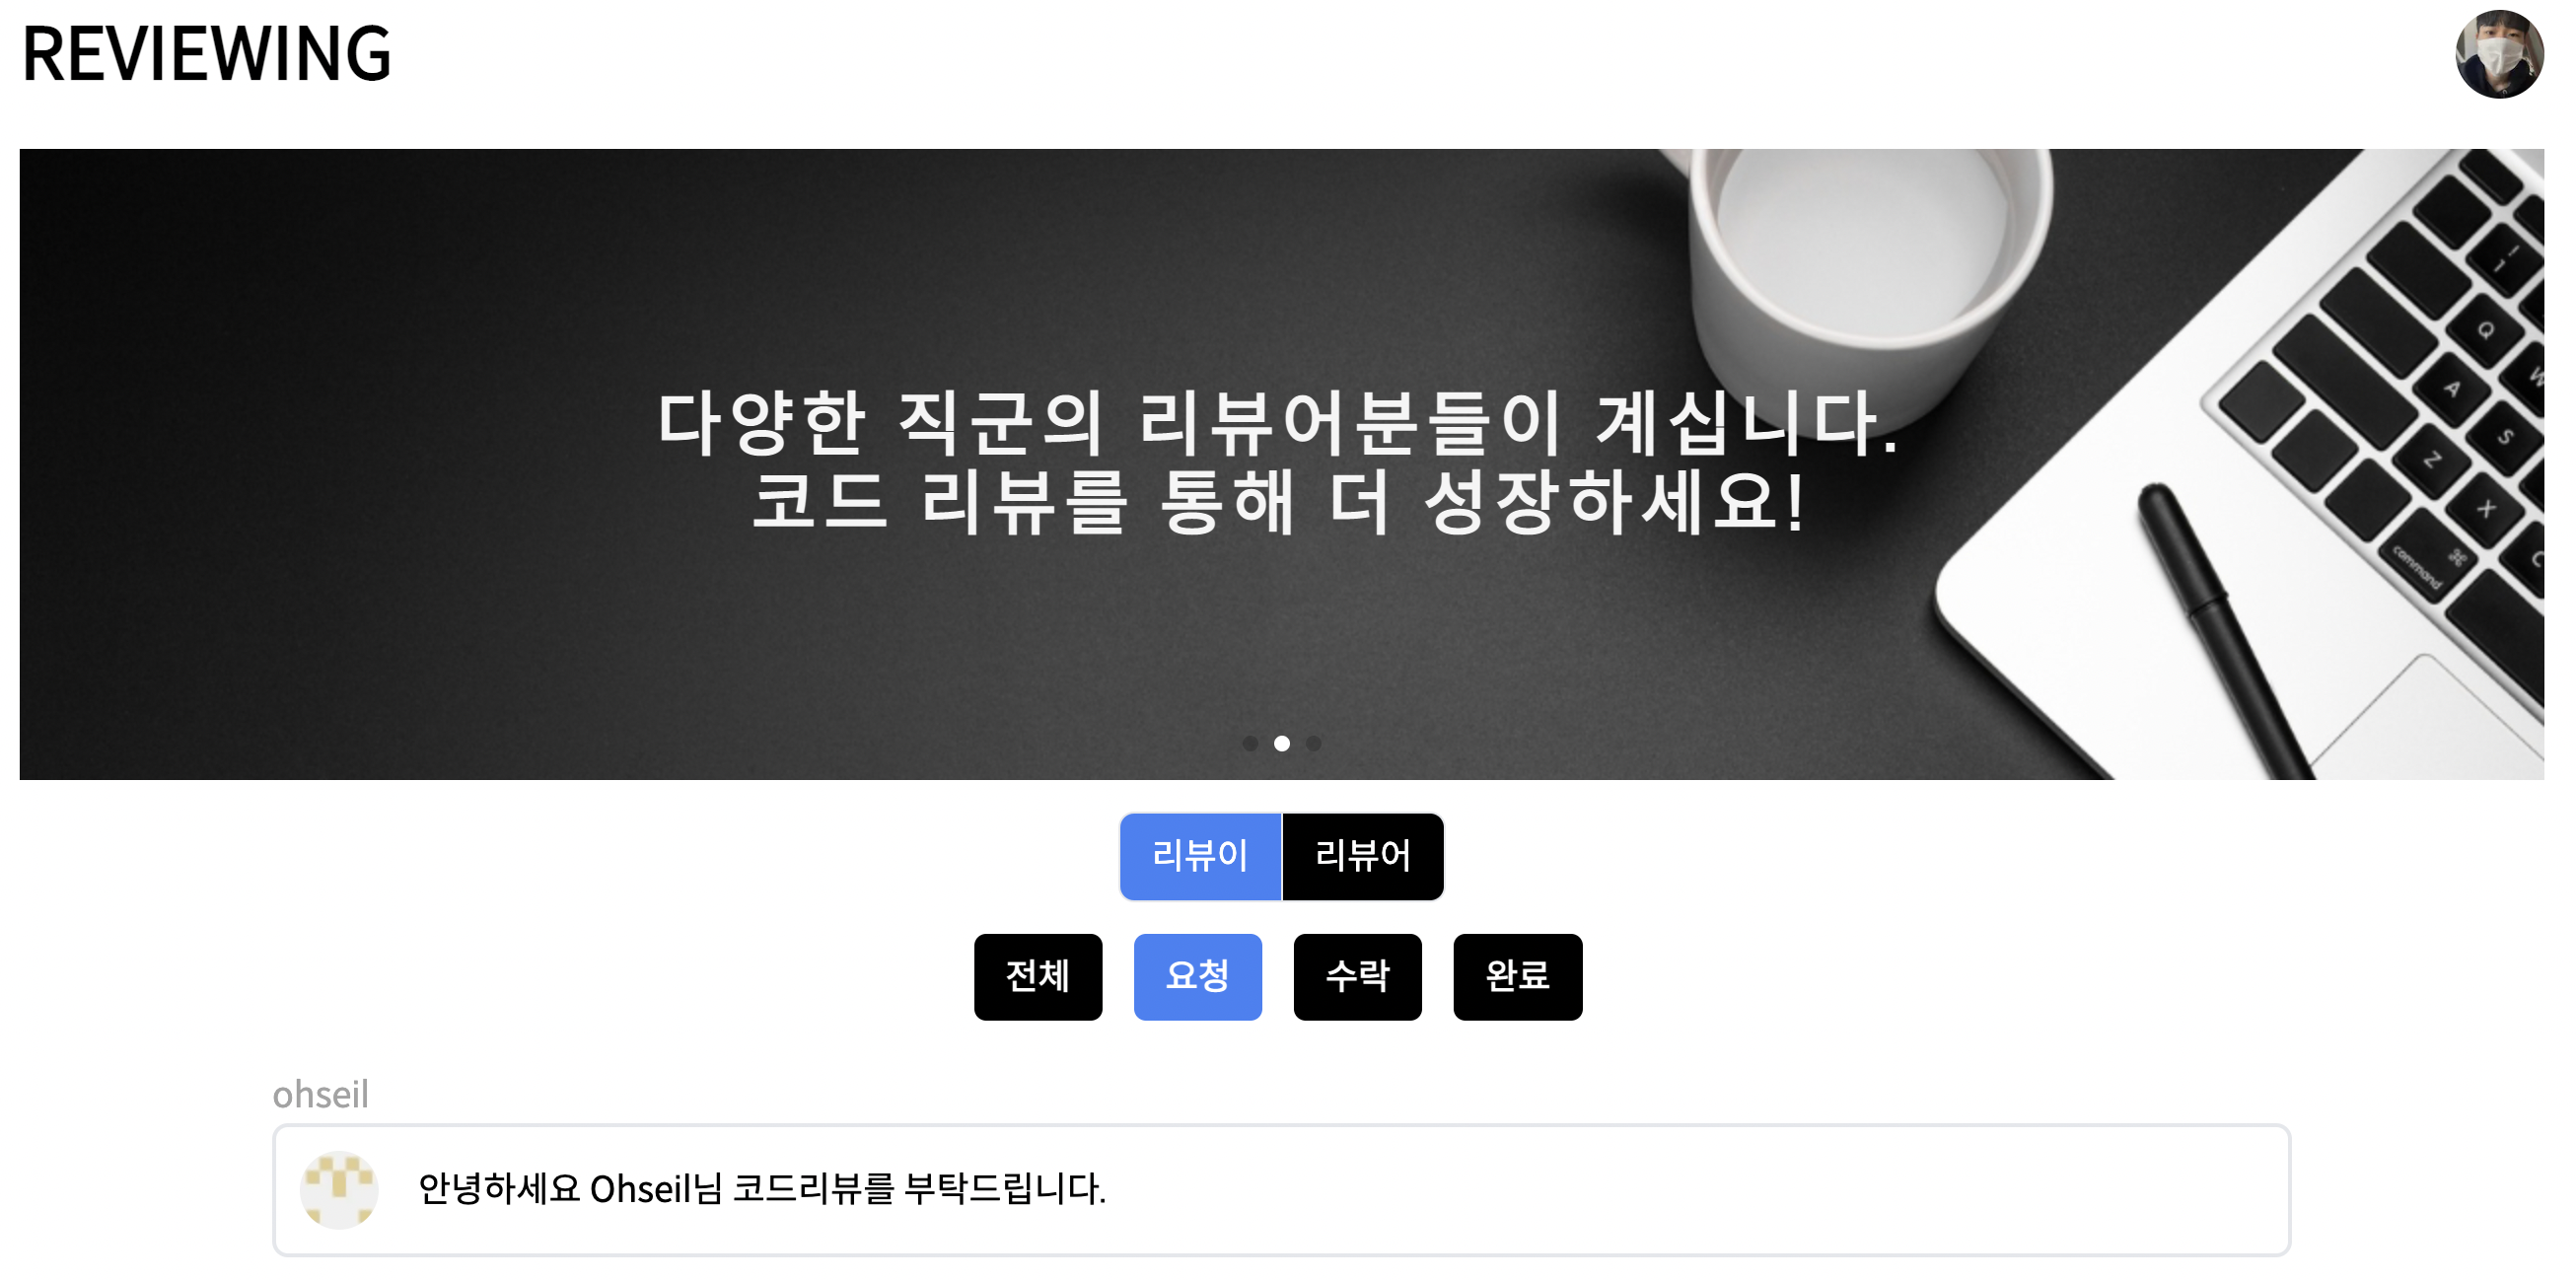 REVIEWING
다양한 직군의 리뷰어분들이 계십니다.
코드 리뷰를 통해 더 성장하세요!
! 1
Q
W
A
S
Z
X
C
⌘ command
리뷰이 리뷰어
전체 요청 수락 완료
ohseil
안녕하세요 Ohseil님 코드리뷰를 부탁드립니다.